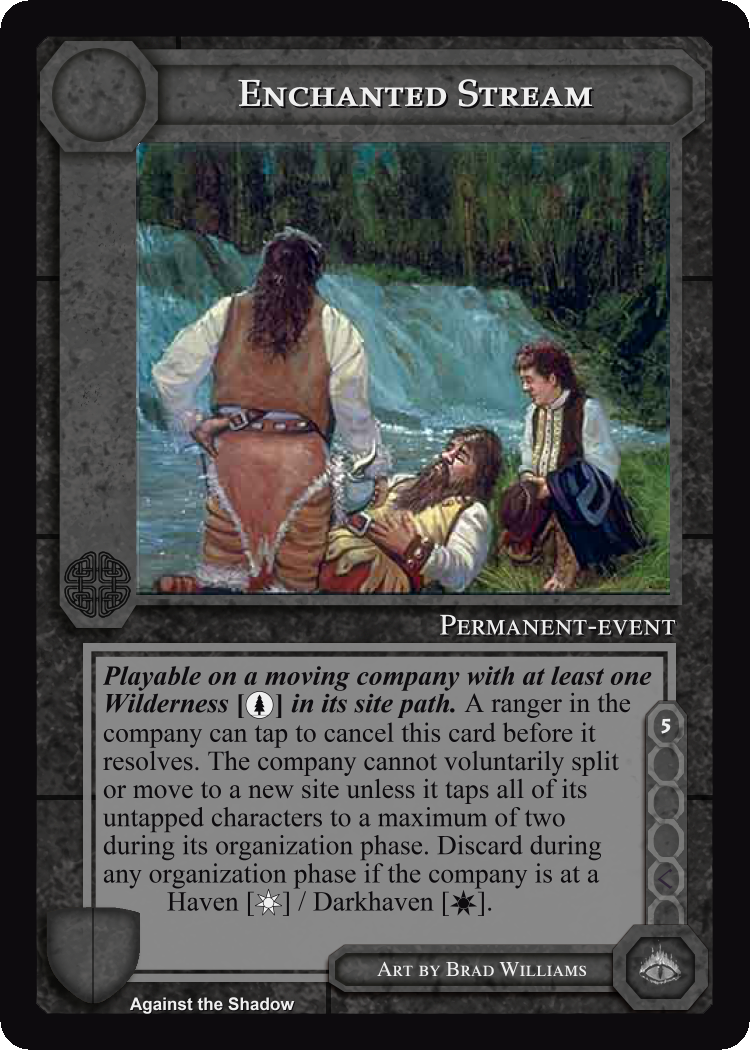 Enchanted Stream
Permanent-event
Playable on a moving company with at least one
Wilderness [ ] in its site path. A ranger in the
company can tap to cancel this card before it
resolves. The company cannot voluntarily split
or move to a new site unless it taps all of its
untapped characters to a maximum of two
during its organization phase. Discard during
any organization phase if the company is at a
Haven [ ] / Darkhaven [ ].
5
Art by Brad Williams
Against the Shadow